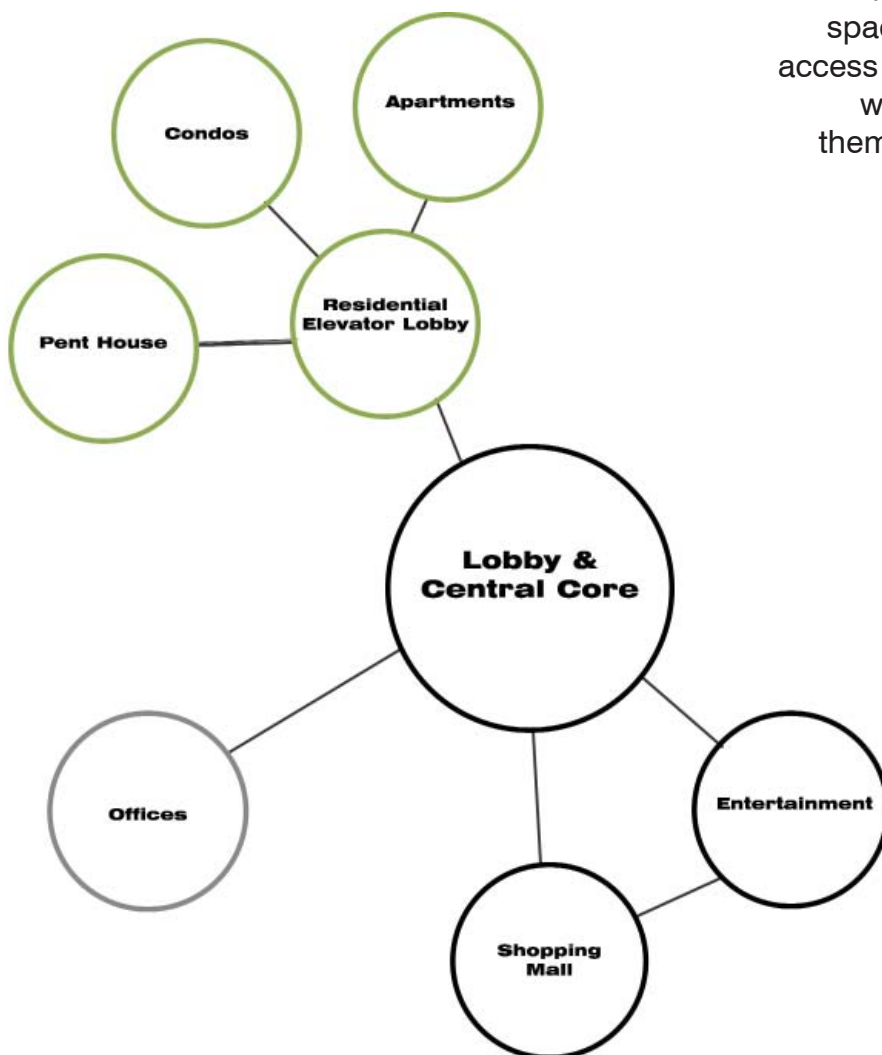 spac
access
w
them
Apartments
Condos
Residential
Elevator Lobby
Pent House
Lobby &
Central Core
Offices
Entertainment
Shopping
Mall